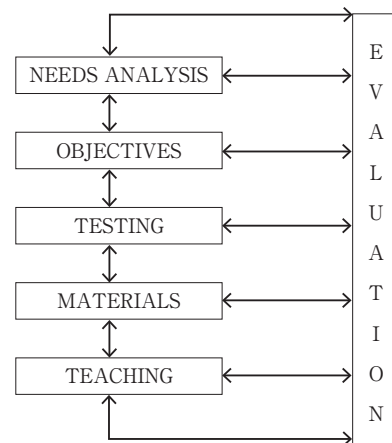 NEEDS ANALYSIS
OBJECTIVES
TESTING
MATERIALS
TEACHING
E
V
A
L
U
A
T
I
O
N